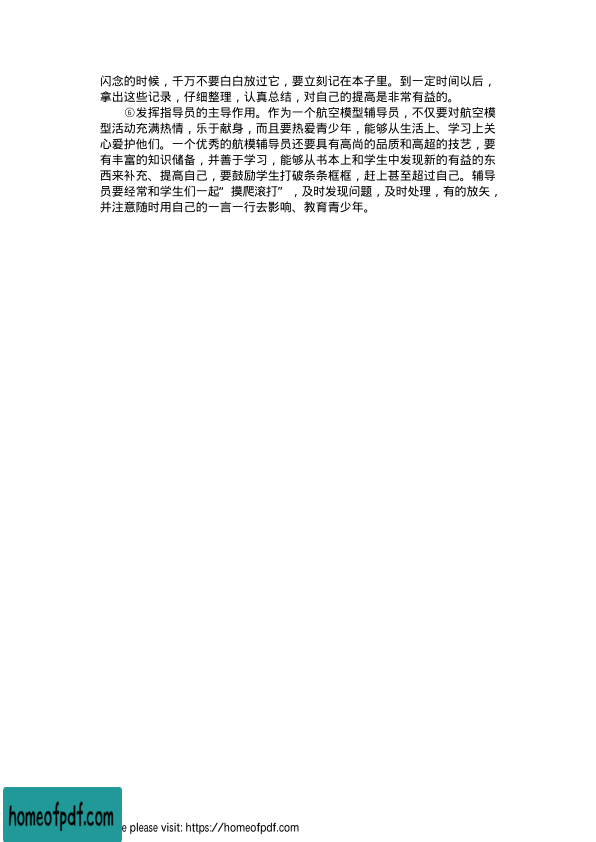 闪念的时候，千万不要白白放过它，要立刻记在本子里。到一定时间以后，
拿出这些记录，仔细整理，认真总结，对自己的提高是非常有益的。
⑥发挥指导员的主导作用。作为一个航空模型辅导员，不仅要对航空模
型活动充满热情，乐于献身，而且要热爱青少年，能够从生活上、学习上关
心爱护他们。一个优秀的航模辅导员还要具有高尚的品质和高超的技艺，要
有丰富的知识储备，并善于学习，能够从书本上和学生中发现新的有益的东
西来补充、提高自己，要鼓励学生打破条条框框，赶上甚至超过自己。辅导
员要经常和学生们一起“摸爬滚打”，及时发现问题，及时处理，有的放矢，
并注意随时用自己的一言一行去影响、教育青少年。
homeofpdf.com
please visit: https://homeofpdf.com